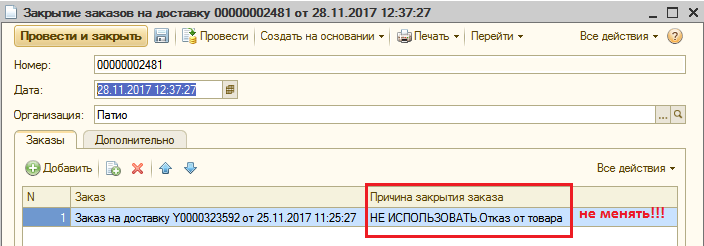 Закрытие заказов на доставку 00000002481 от 28.11.2017 12:37:27
Провести и закрыть Провести Создать на основании Печать Перейти Все действия ?
Номер: 00000002481
Дата: 28.11.2017 12:37:27
Организация: Патио ...
Заказы Дополнительно
Добавить Все действия
N Заказ Причина закрытия заказа
1 Заказ на доставку Y0000323592 от 25.11.2017 11:25:27 НЕ ИСПОЛЬЗОВАТЬ.Отказ от товара не менять!!!